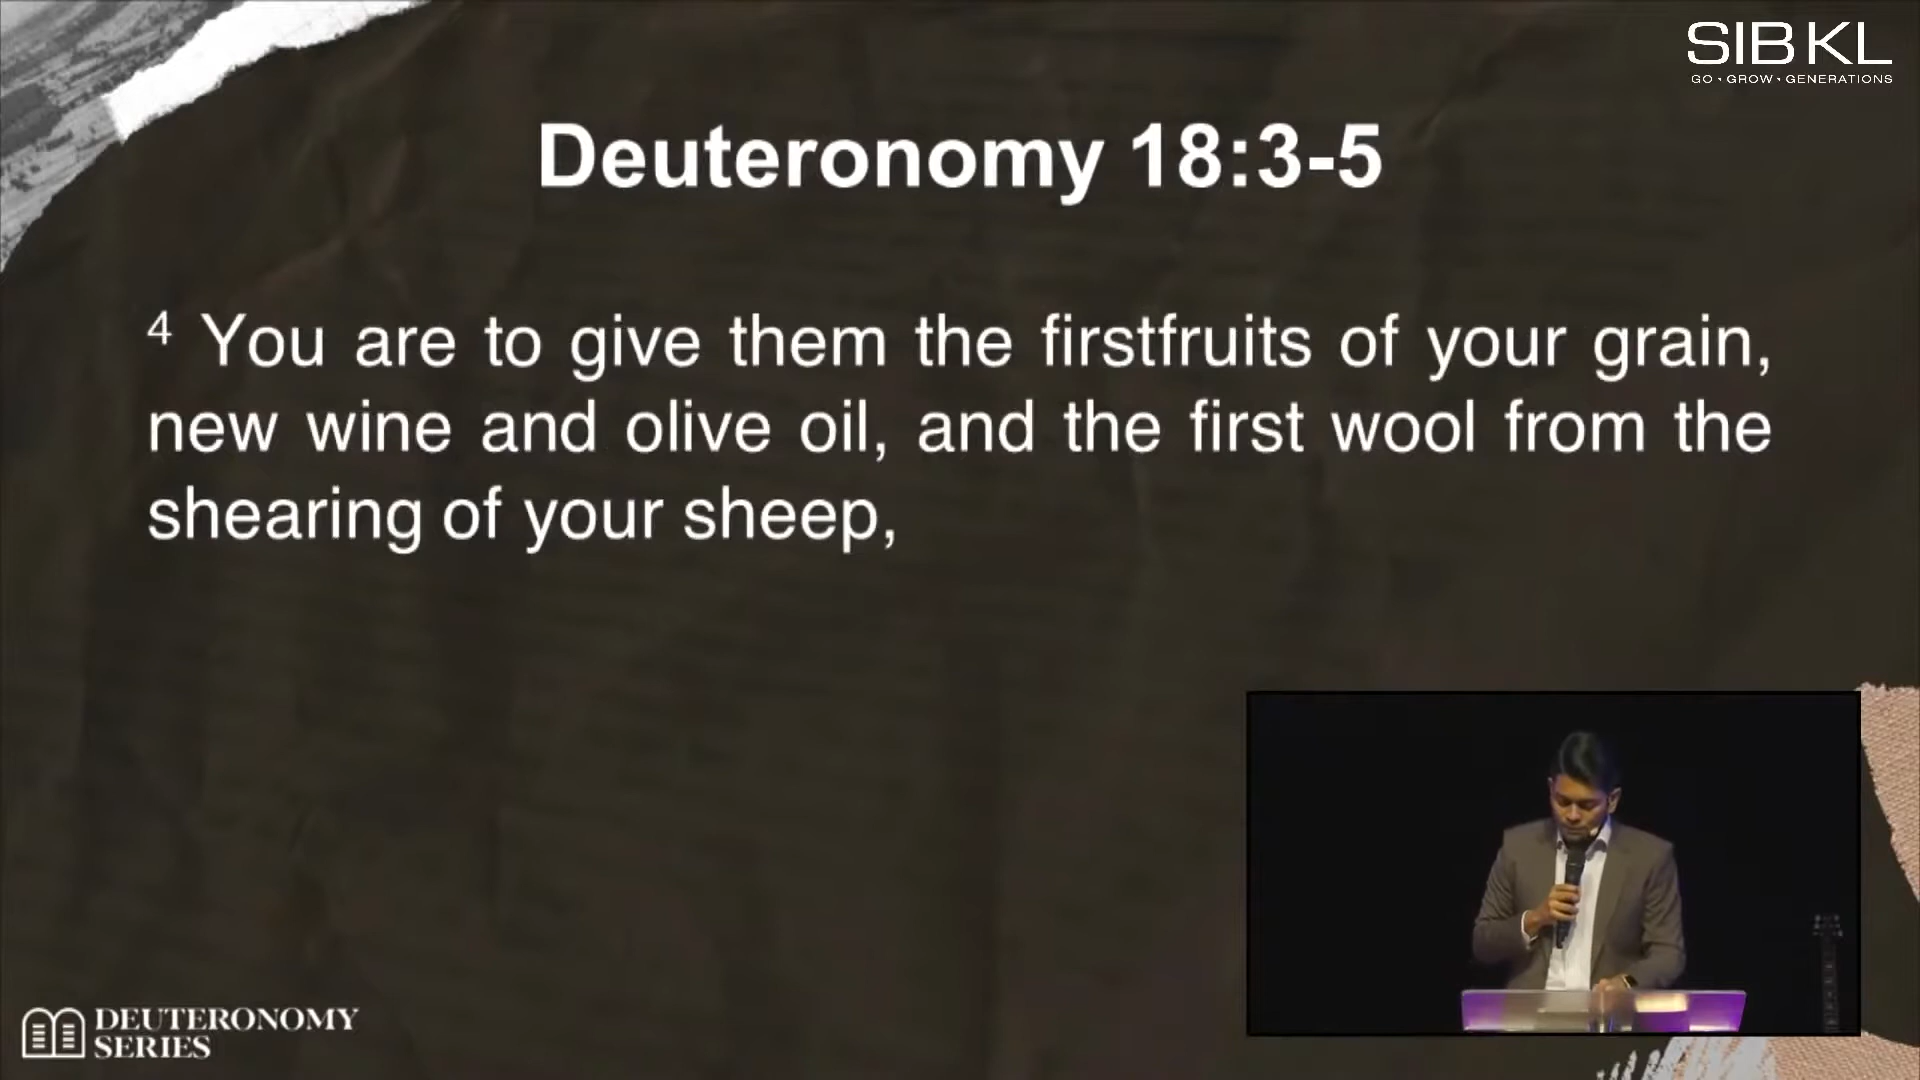 SIBKL
GO · GROW · GENERATIONS
Deuteronomy 18:3-5
4 You are to give them the firstfruits of your grain,
new wine and olive oil, and the first wool from the
shearing of your sheep,
DEUTERONOMY
SERIES